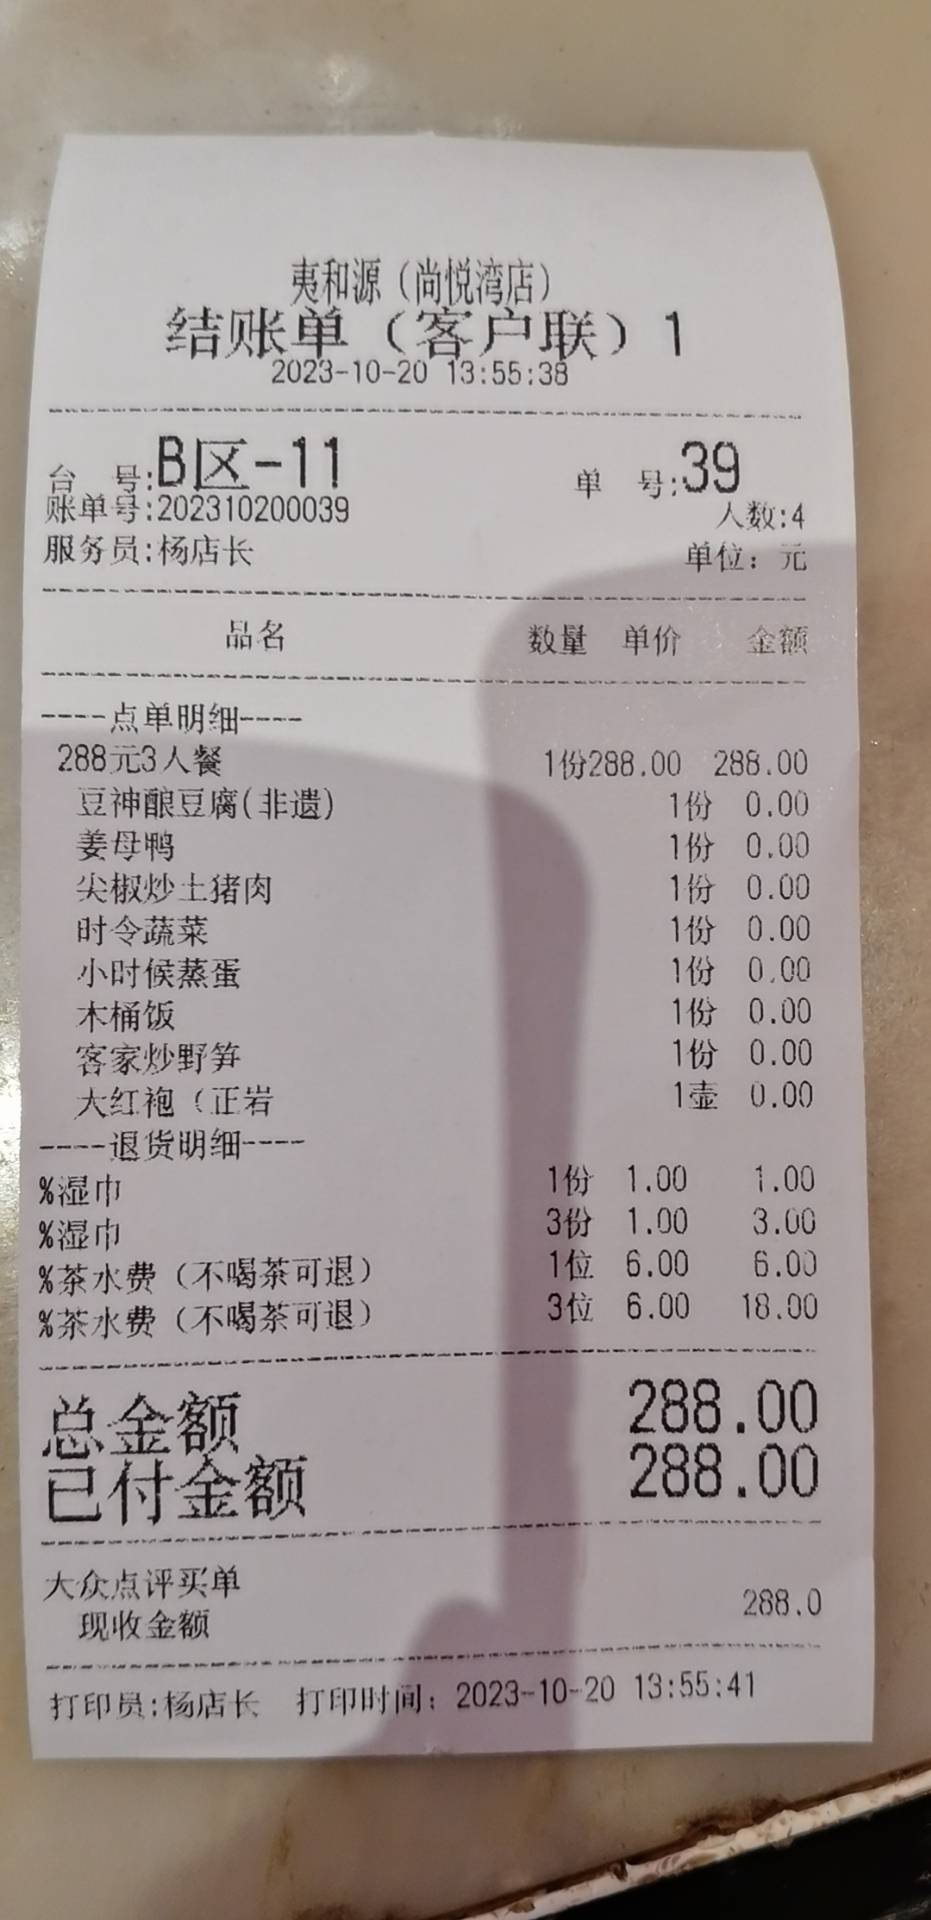 夷和源（尚悦湾店）
结账单（客户联）1
2023-10-20 13:55:38
台 号:B区-11 单 号:39
账单号:202310200039 人数:4
服务员:杨店长 单位：元
品名 数量 单价 金额
----点单明细----
288元3人餐 1份288.00 288.00
豆神酿豆腐(非遗) 1份 0.00
姜母鸭 1份 0.00
尖椒炒土猪肉 1份 0.00
时令蔬菜 1份 0.00
小时候蒸蛋 1份 0.00
木桶饭 1份 0.00
客家炒野笋 1份 0.00
大红袍（正岩 1壶 0.00
----退货明细----
%湿巾 1份 1.00 1.00
%湿巾 3份 1.00 3.00
%茶水费（不喝茶可退） 1位 6.00 6.00
%茶水费（不喝茶可退） 3位 6.00 18.00
总金额 288.00
已付金额 288.00
大众点评买单
现收金额 288.0
打印员:杨店长 打印时间：2023-10-20 13:55:41